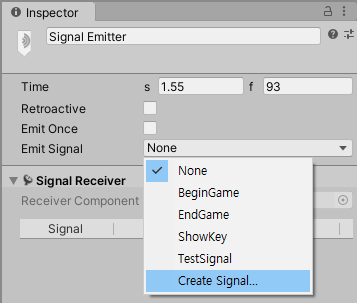 Inspector
Signal Emitter
Time s 1.55 f 93
Retroactive
Emit Once
Emit Signal None
None
Signal Receiver
BeginGame
Receiver Component
EndGame
Signal
ShowKey
TestSignal
Create Signal...